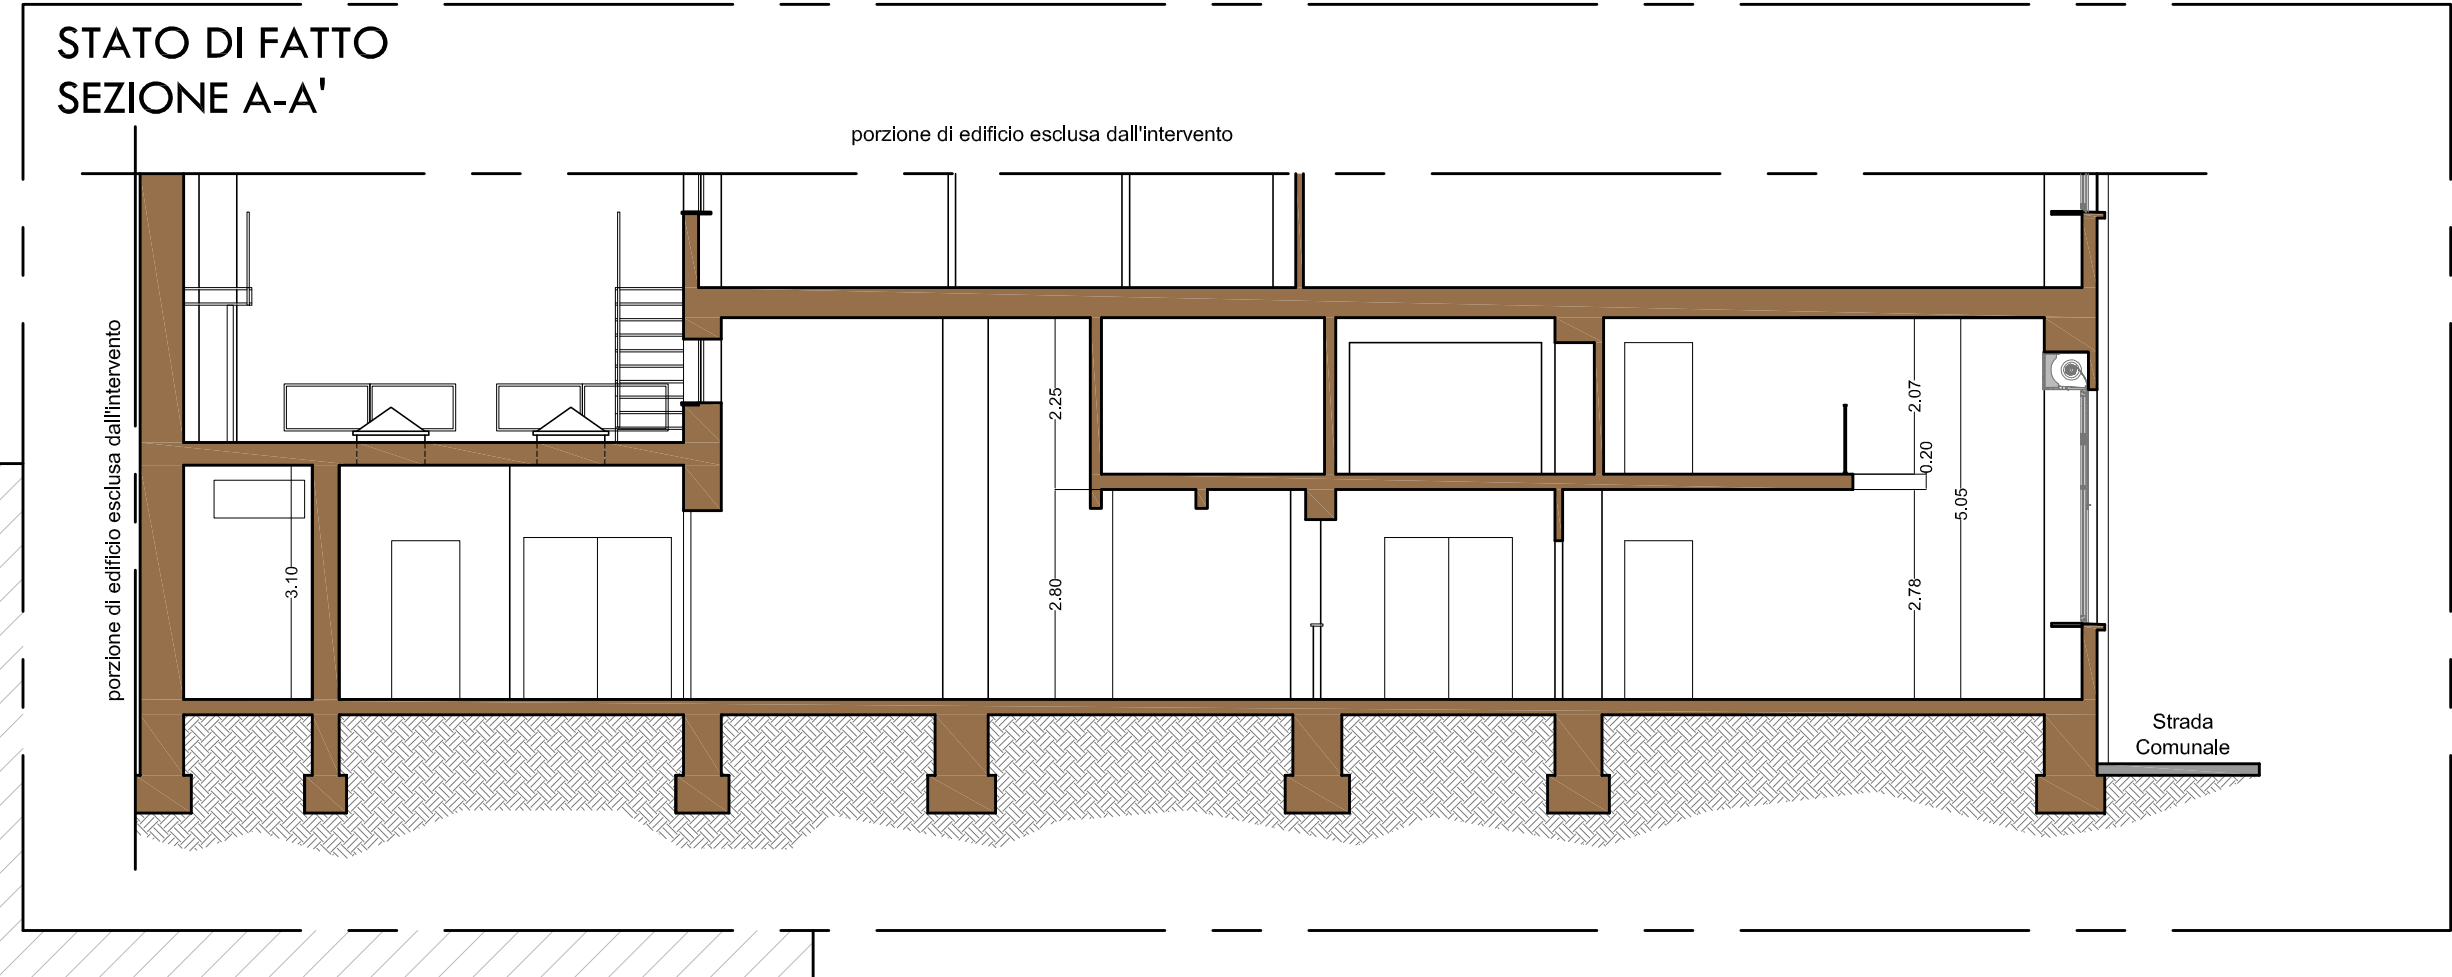 STATO DI FATTO
SEZIONE A-A'
porzione di edificio esclusa dall'intervento
porzione di edificio esclusa dall'intervento
2.25
2.07
0.20
5.05
3.10
2.80
2.78
Strada
Comunale